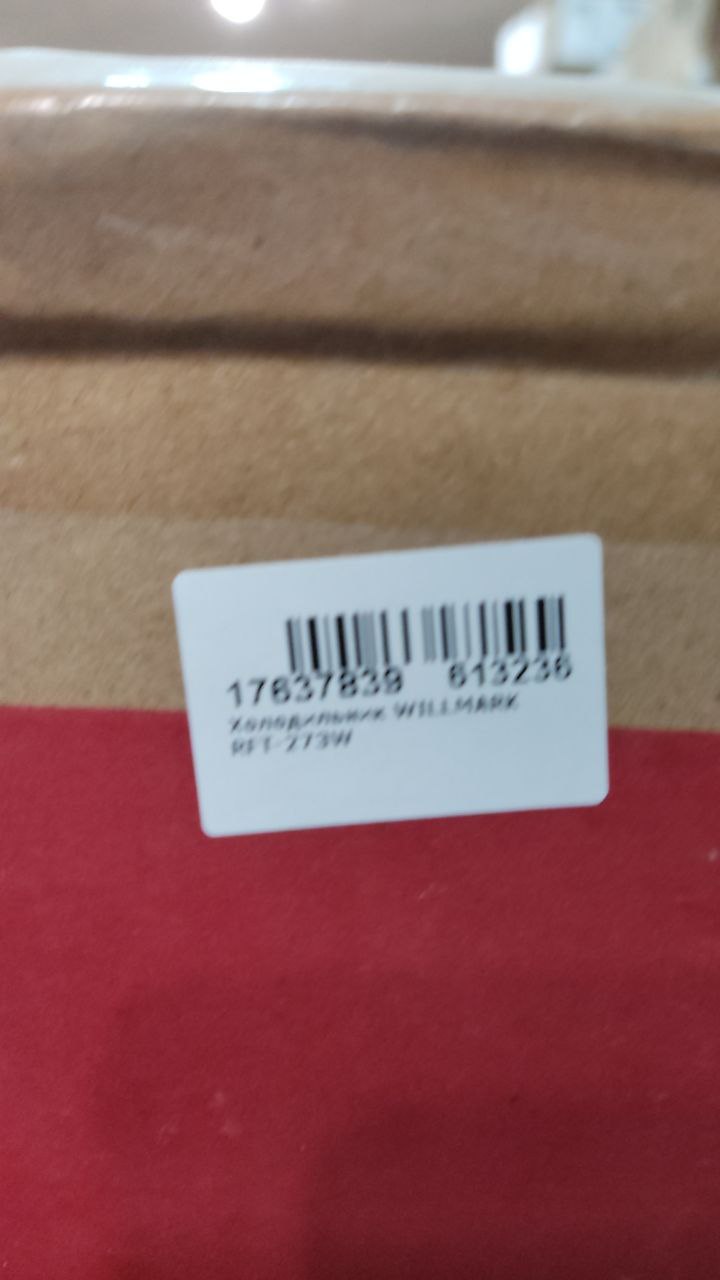 17637839 613236
Холодильник WILLMARK
RFT-273W